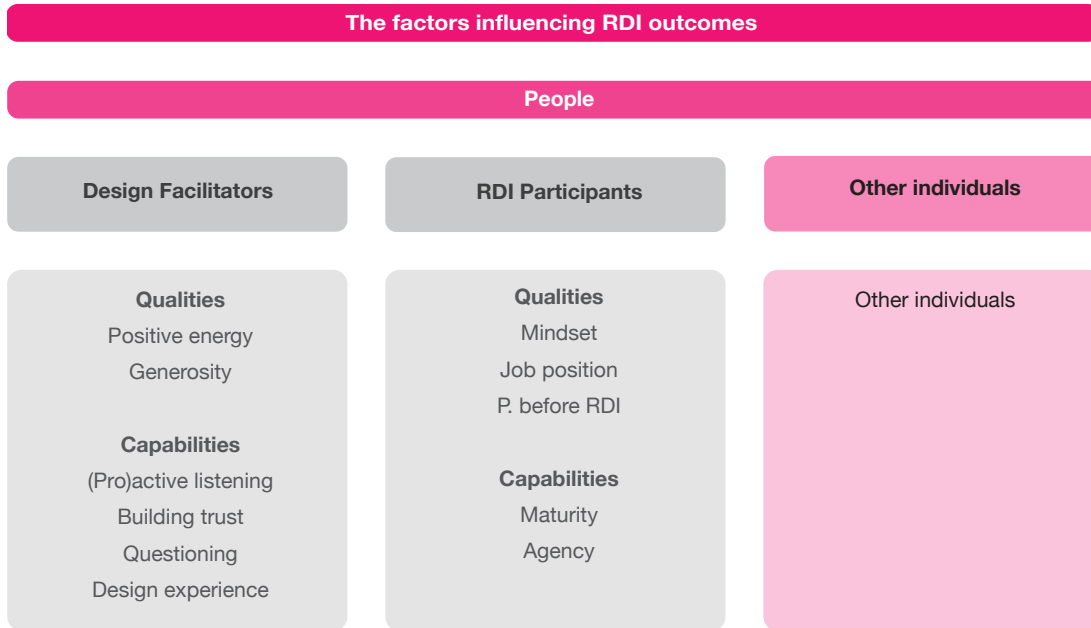 The factors influencing RDI outcomes
People
Design Facilitators
RDI Participants
Other individuals
Qualities
Positive energy
Generosity
Capabilities
(Pro)active listening
Building trust
Questioning
Design experience
Qualities
Mindset
Job position
P. before RDI
Capabilities
Maturity
Agency
Other individuals